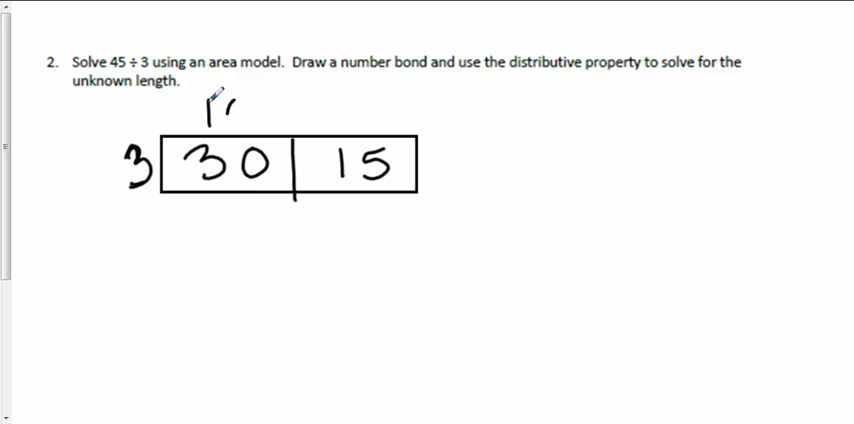 2. Solve 45 ÷ 3 using an area model. Draw a number bond and use the distributive property to solve for the
unknown length.
3 30 15